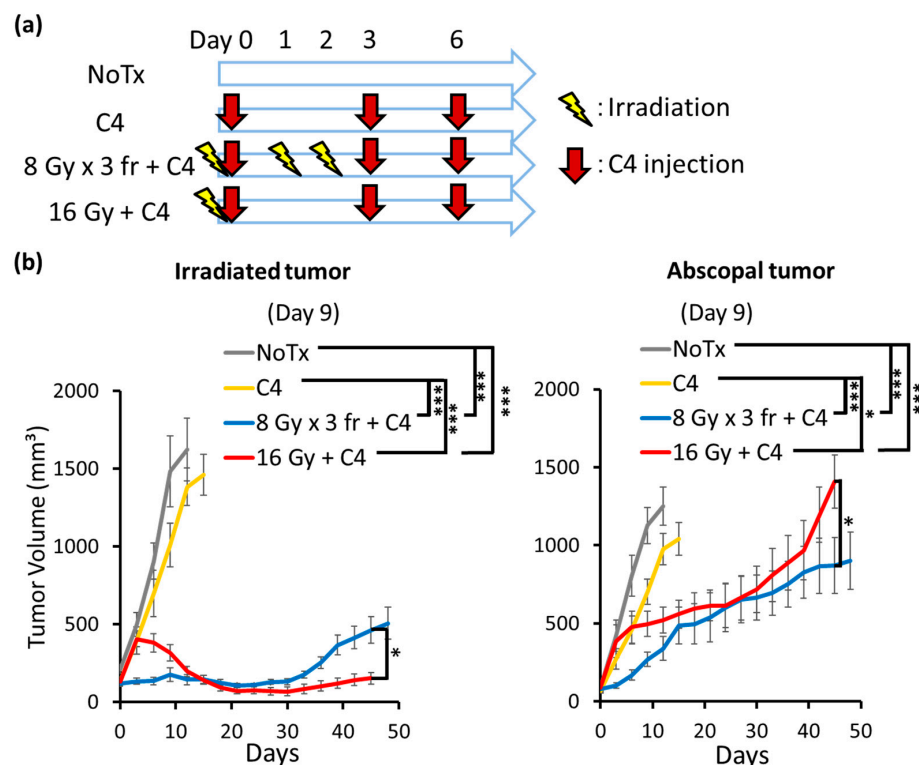 (a)
Day 0 1 2 3 6
NoTx
C4
8 Gy x 3 fr + C4
16 Gy + C4
: Irradiation
: C4 injection
(b)
Irradiated tumor
(Day 9)
NoTx
C4
8 Gy x 3 fr + C4
16 Gy + C4
***
***
***
***
*
Tumor Volume (mm³)
2000
1500
1000
500
0
0 10 20 30 40 50
Days
Abscopal tumor
(Day 9)
NoTx
C4
8 Gy x 3 fr + C4
16 Gy + C4
***
*
***
***
*
2000
1500
1000
500
0
0 10 20 30 40 50
Days